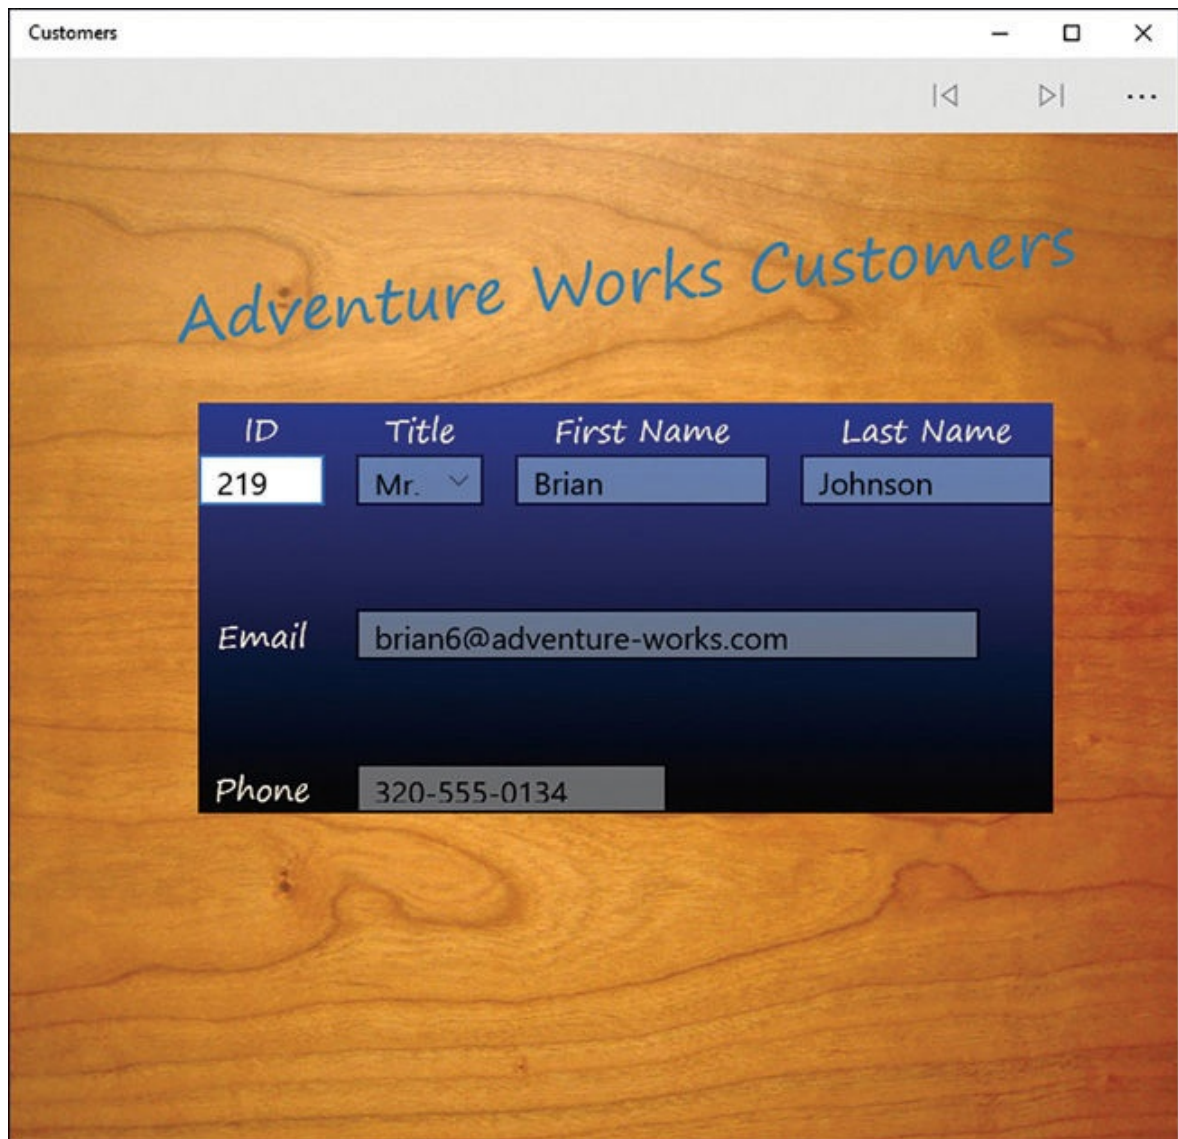 Customers
Adventure Works Customers
ID Title First Name Last Name
219 Mr. Brian Johnson
Email brian6@adventure-works.com
Phone 320-555-0134